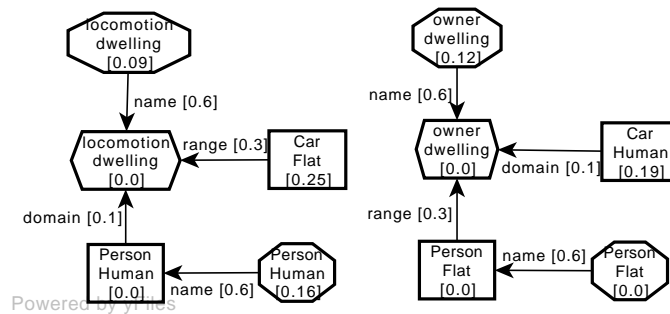 locomotion
dwelling
[0.09]
name [0.6]
locomotion
dwelling
[0.0]
range [0.3]
Car
Flat
[0.25]
domain [0.1]
Person
Human
[0.0]
name [0.6]
Person
Human
[0.16]
Powered by yFiles
owner
dwelling
[0.12]
name [0.6]
owner
dwelling
[0.0]
domain [0.1]
Car
Human
[0.19]
range [0.3]
Person
Flat
[0.0]
name [0.6]
Person
Flat
[0.0]